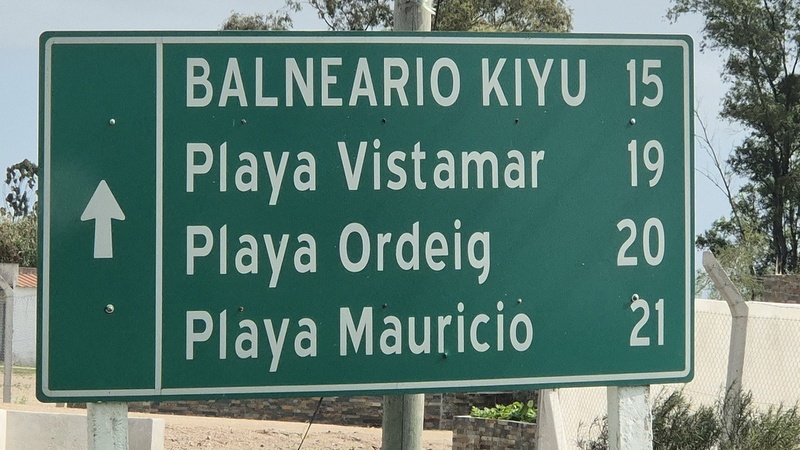 BALNEARIO KIYU 15
Playa Vistamar 19
Playa Ordeig 20
Playa Mauricio 21